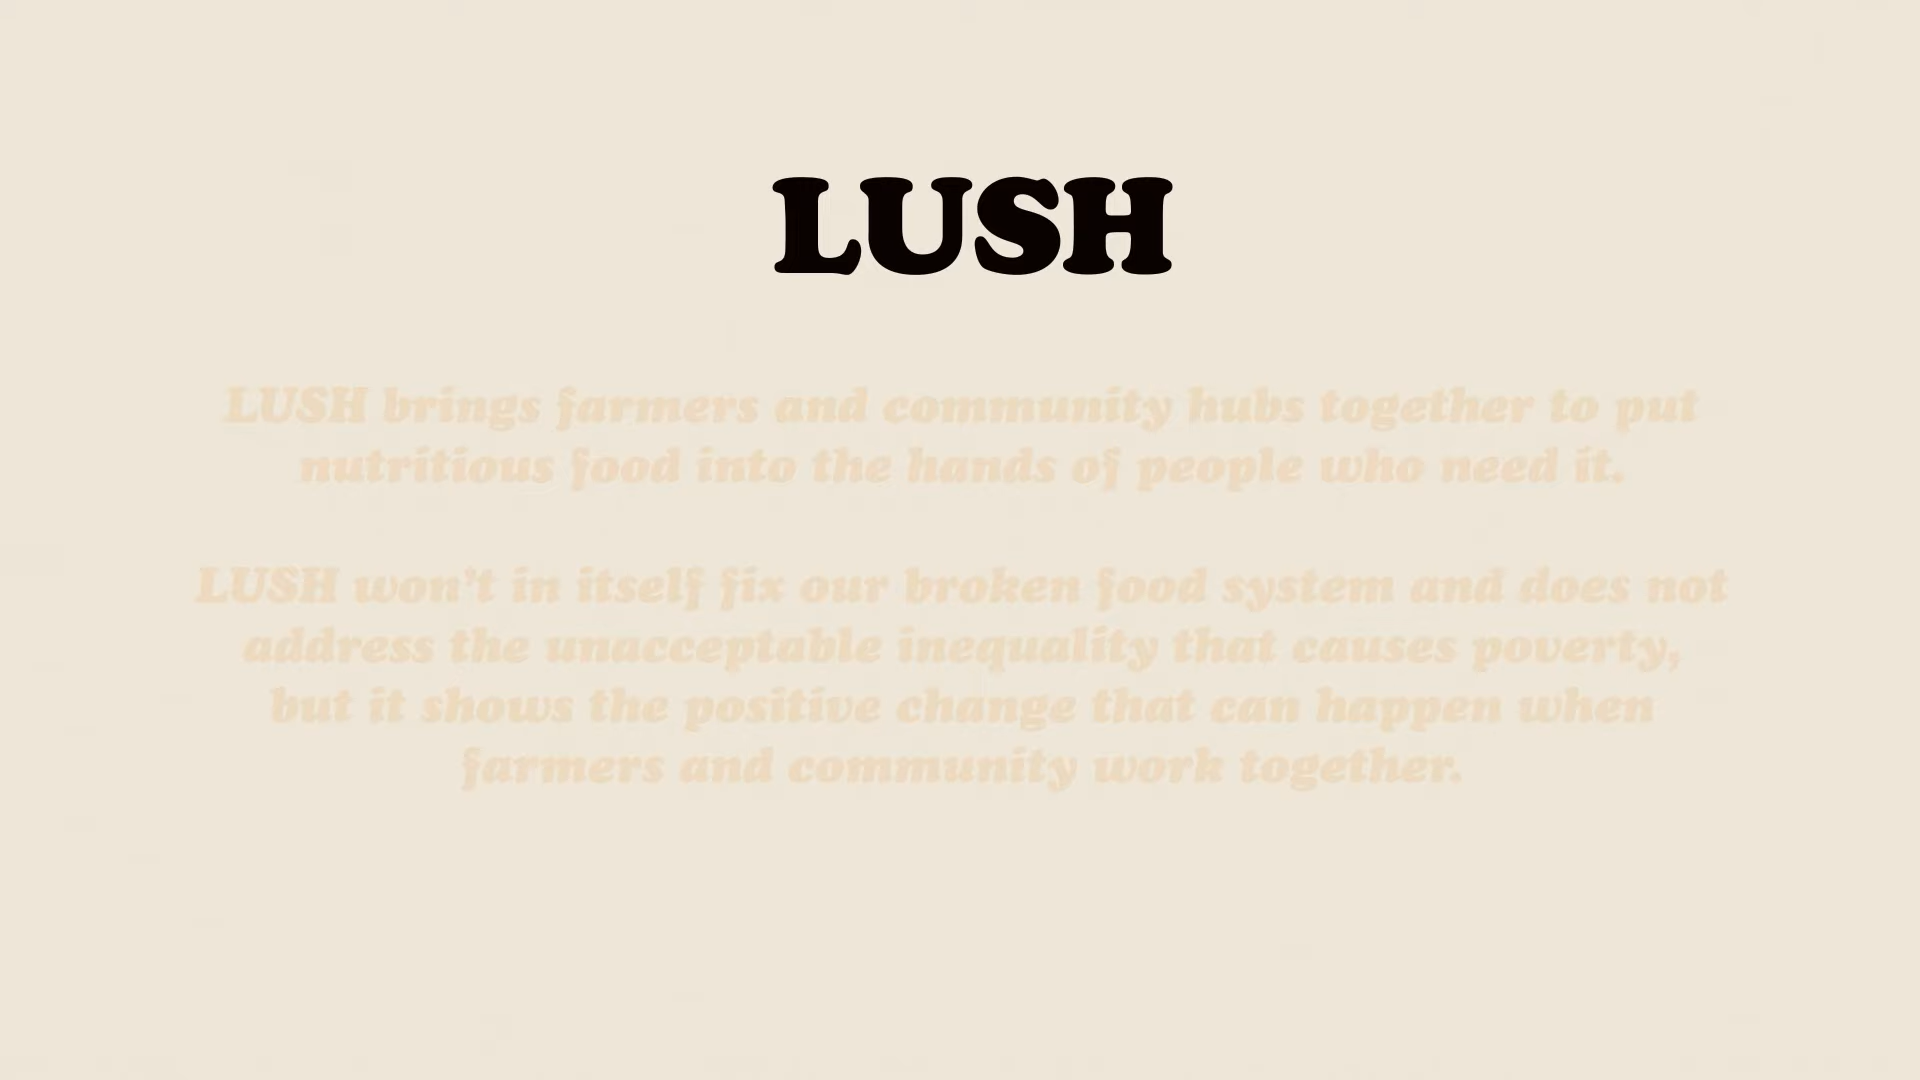 LUSH
LUSH brings farmers and community hubs together to put
nutritious food into the hands of people who need it.
LUSH won't in itself fix our broken food system and does not
address the unacceptable inequality that causes poverty,
but it shows the positive change that can happen when
farmers and community work together.